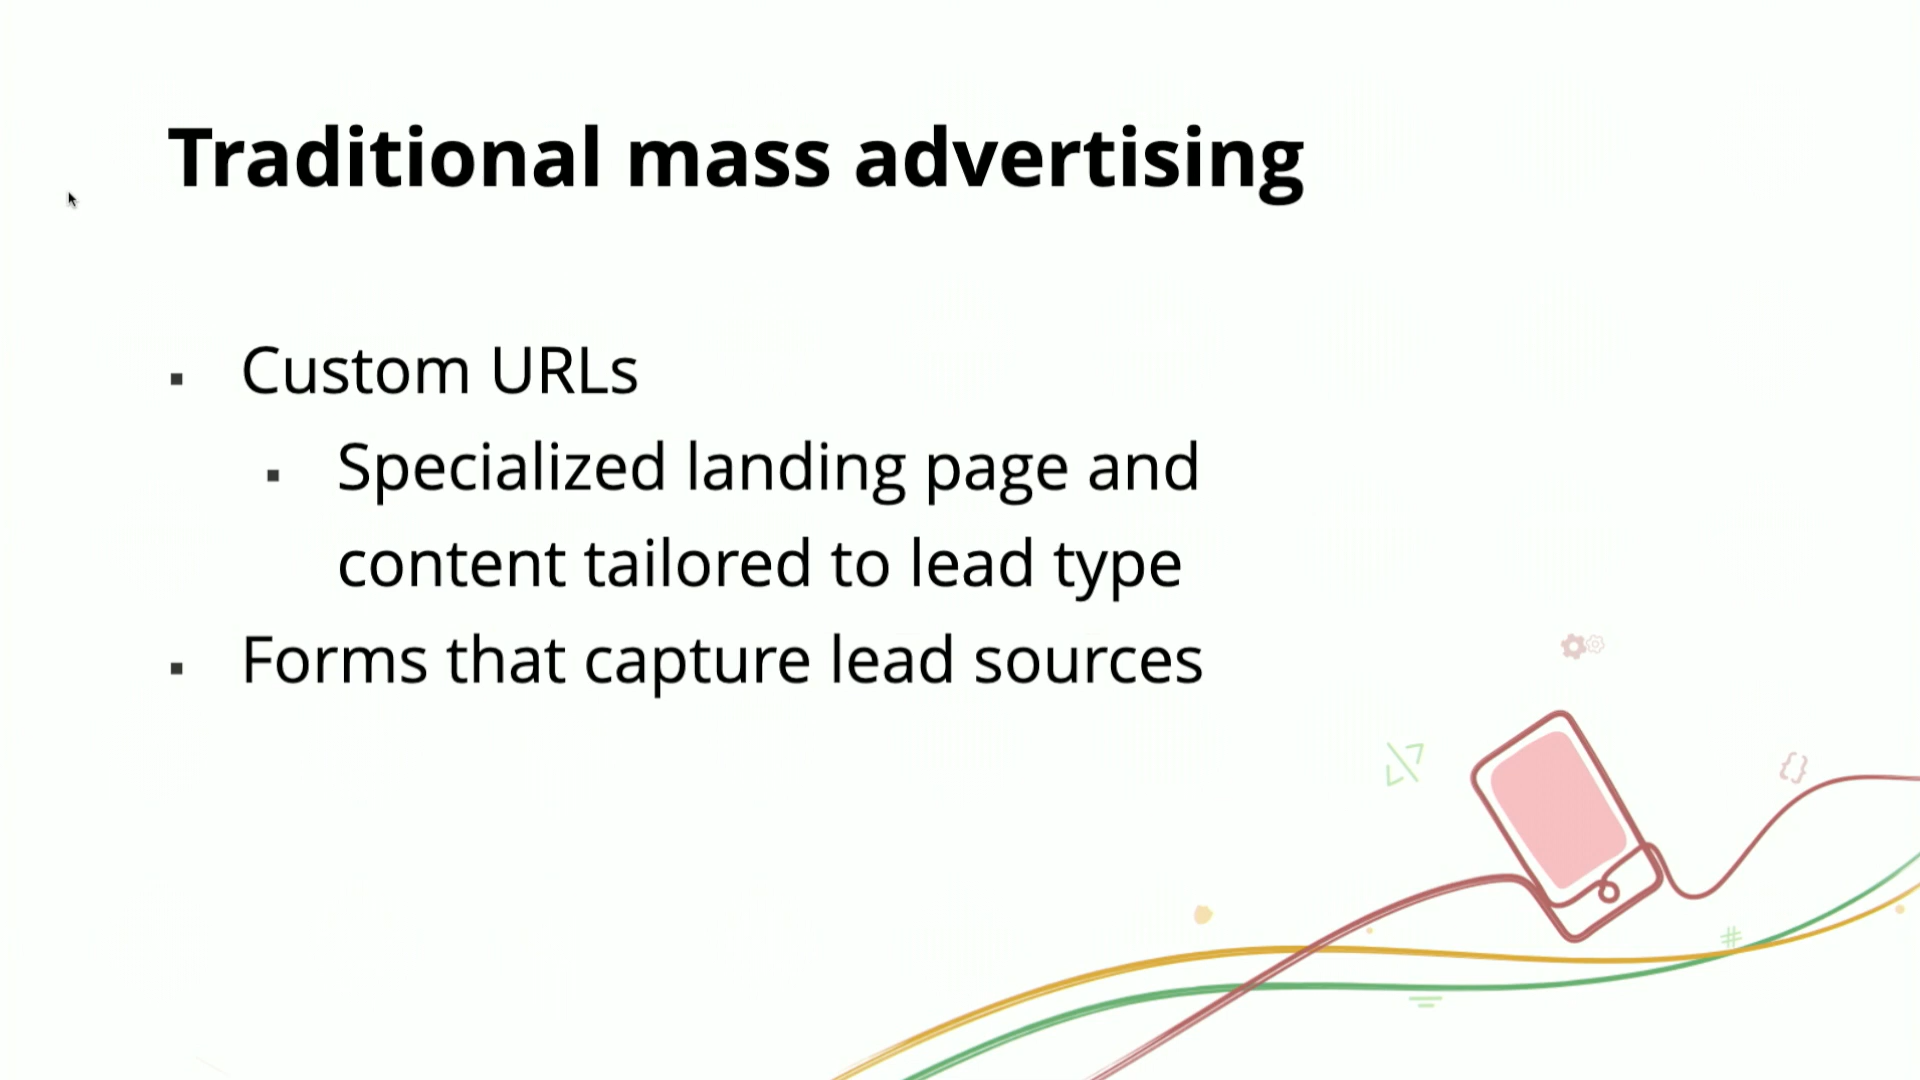 Traditional mass advertising
▪ Custom URLs
▪ Specialized landing page and
content tailored to lead type
▪ Forms that capture lead sources